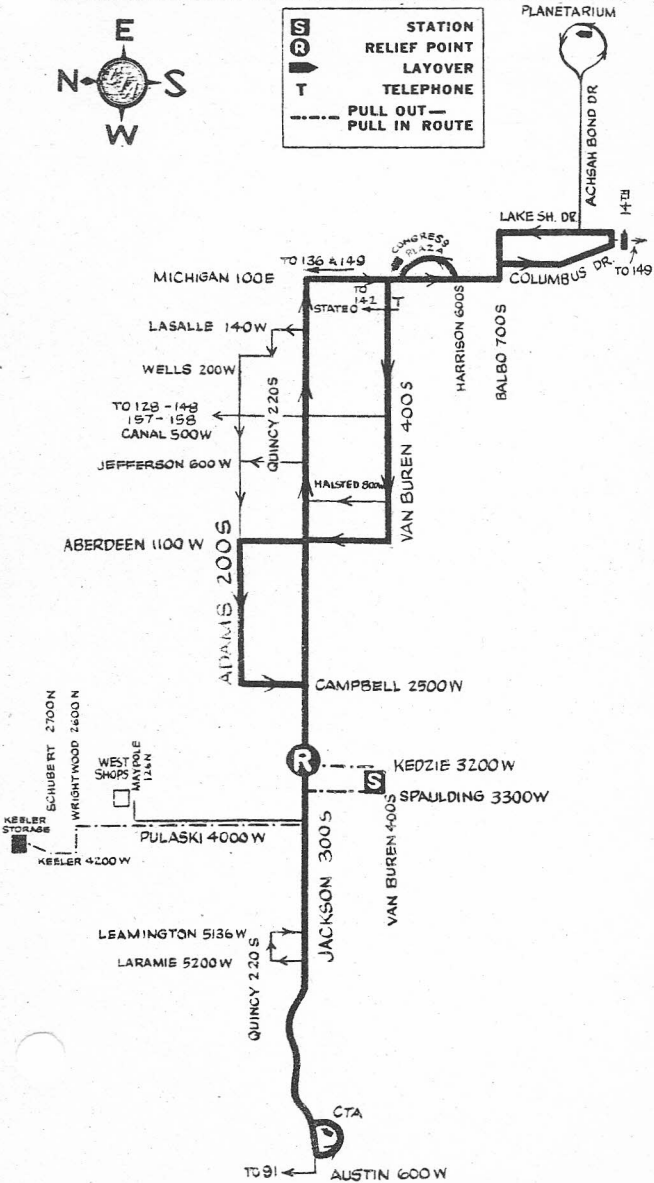 PLANETARIUM
E
N
S
W
S STATION
R RELIEF POINT
LAYOVER
T TELEPHONE
PULL OUT—
PULL IN ROUTE
ACHSAH BOND DR
14TH
LAKE SH. DR.
COLUMBUS DR.
TO 149
CONGRESS
PLAZA
TO 136 & 149
MICHIGAN 100E
TO
142
T
STATE 0
HARRISON 600S
BALBO 700S
LASALLE 140W
WELLS 200W
QUINCY 220S
VAN BUREN 400S
TO 128-148
157-158
CANAL 500W
JEFFERSON 600W
HALSTED 800W
ABERDEEN 1100 W
ADAMS 200S
CAMPBELL 2500W
SCHUBERT 2700N
WRIGHTWOOD 2600N
WEST
SHOPS
MAYPOLE
126N
R
KEDZIE 3200W
S
SPAULDING 3300W
KEELER
STORAGE
KEELER 4200W
PULASKI 4000W
JACKSON 300S
VAN BUREN 400S
LEAMINGTON 5136W
LARAMIE 5200W
QUINCY 220S
CTA
TO 91
AUSTIN 600W